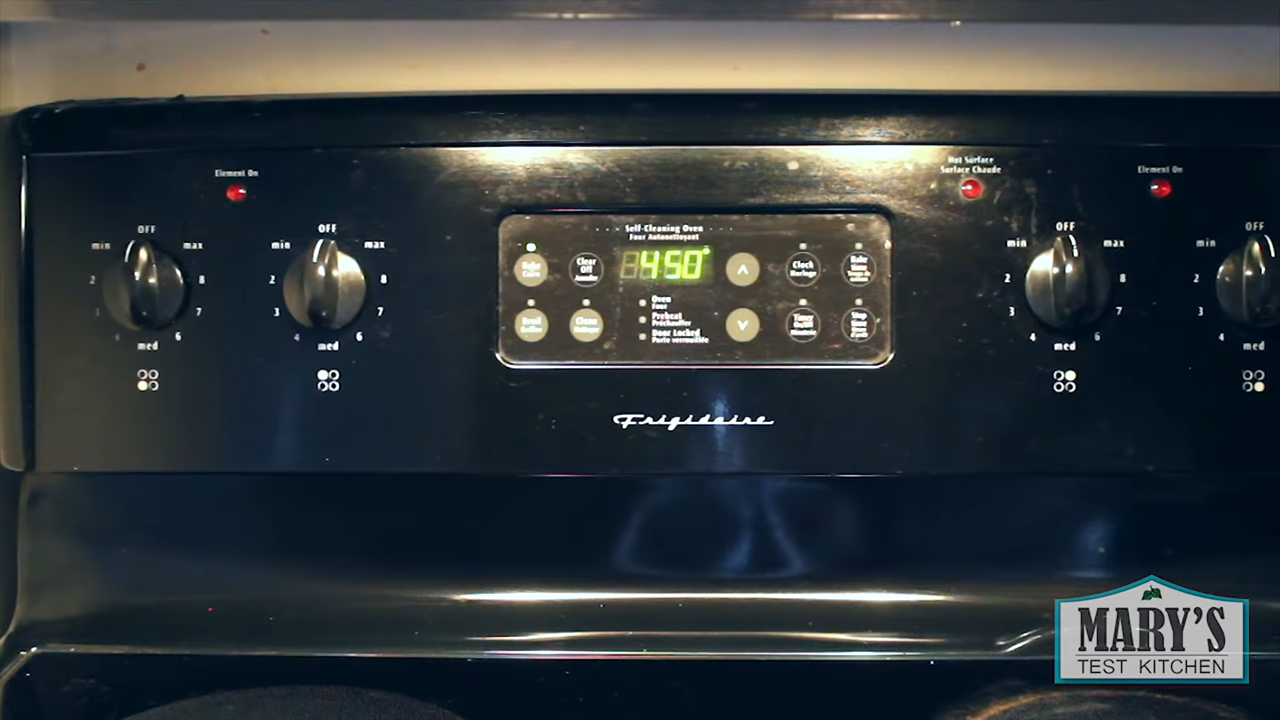 Element On
Hot Surface
Surface Chaude
Element On
OFF
min
max
2
8
3
7
6
med
OFF
min
max
2
8
3
7
4
6
med
Self-Cleaning Oven
Four Autonettoyant
Bake
450°
Clear
Off
Annuler
Clock
Horloge
Bake
Broil
Clean
Oven
Four
Preheat
Préchauffer
Door Locked
Porte verrouillée
Timer
Stop
Frigidaire
OFF
min
max
2
8
3
7
4
6
med
OFF
min
2
3
4
med
MARY'S
TEST KITCHEN